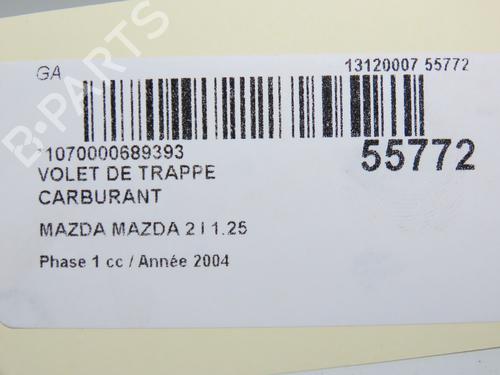 GA
13120007 55772
11070000689393
55772
VOLET DE TRAPPE
CARBURANT
MAZDA MAZDA 2 I 1.25
Phase 1 cc / Année 2004
B-PARTS